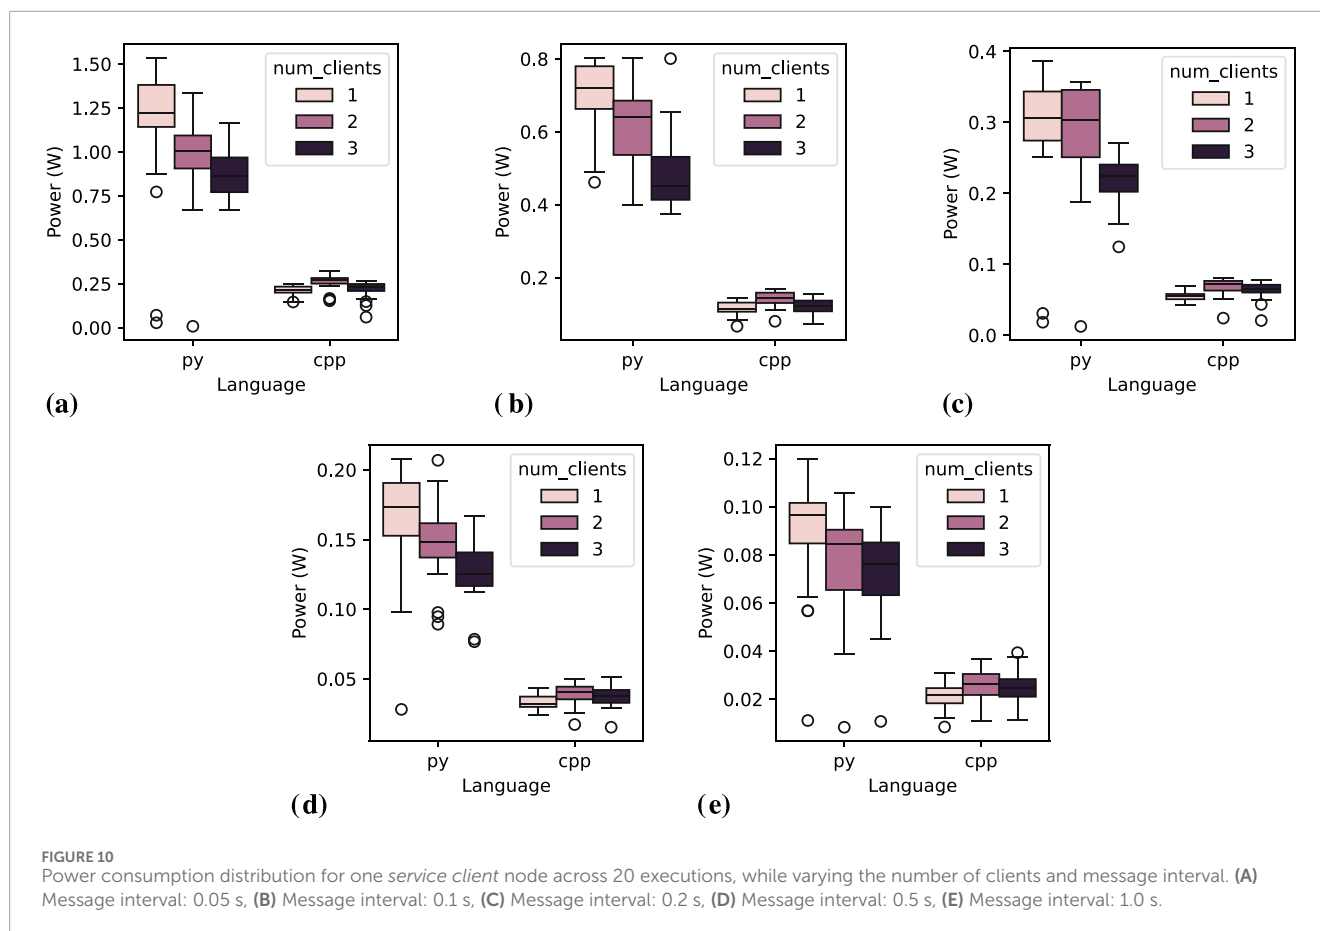 1.50
1.25
1.00
0.75
0.50
0.25
0.00
Power (W)
num_clients
1
2
3
py
cpp
Language
(a)
0.8
0.6
0.4
0.2
Power (W)
num_clients
1
2
3
py
cpp
Language
(b)
0.4
0.3
0.2
0.1
0.0
Power (W)
num_clients
1
2
3
py
cpp
Language
(c)
0.20
0.15
0.10
0.05
Power (W)
num_clients
1
2
3
py
cpp
Language
(d)
0.12
0.10
0.08
0.06
0.04
0.02
Power (W)
num_clients
1
2
3
py
cpp
Language
(e)
FIGURE 10
Power consumption distribution for one service client node across 20 executions, while varying the number of clients and message interval. (A)
Message interval: 0.05 s, (B) Message interval: 0.1 s, (C) Message interval: 0.2 s, (D) Message interval: 0.5 s, (E) Message interval: 1.0 s.